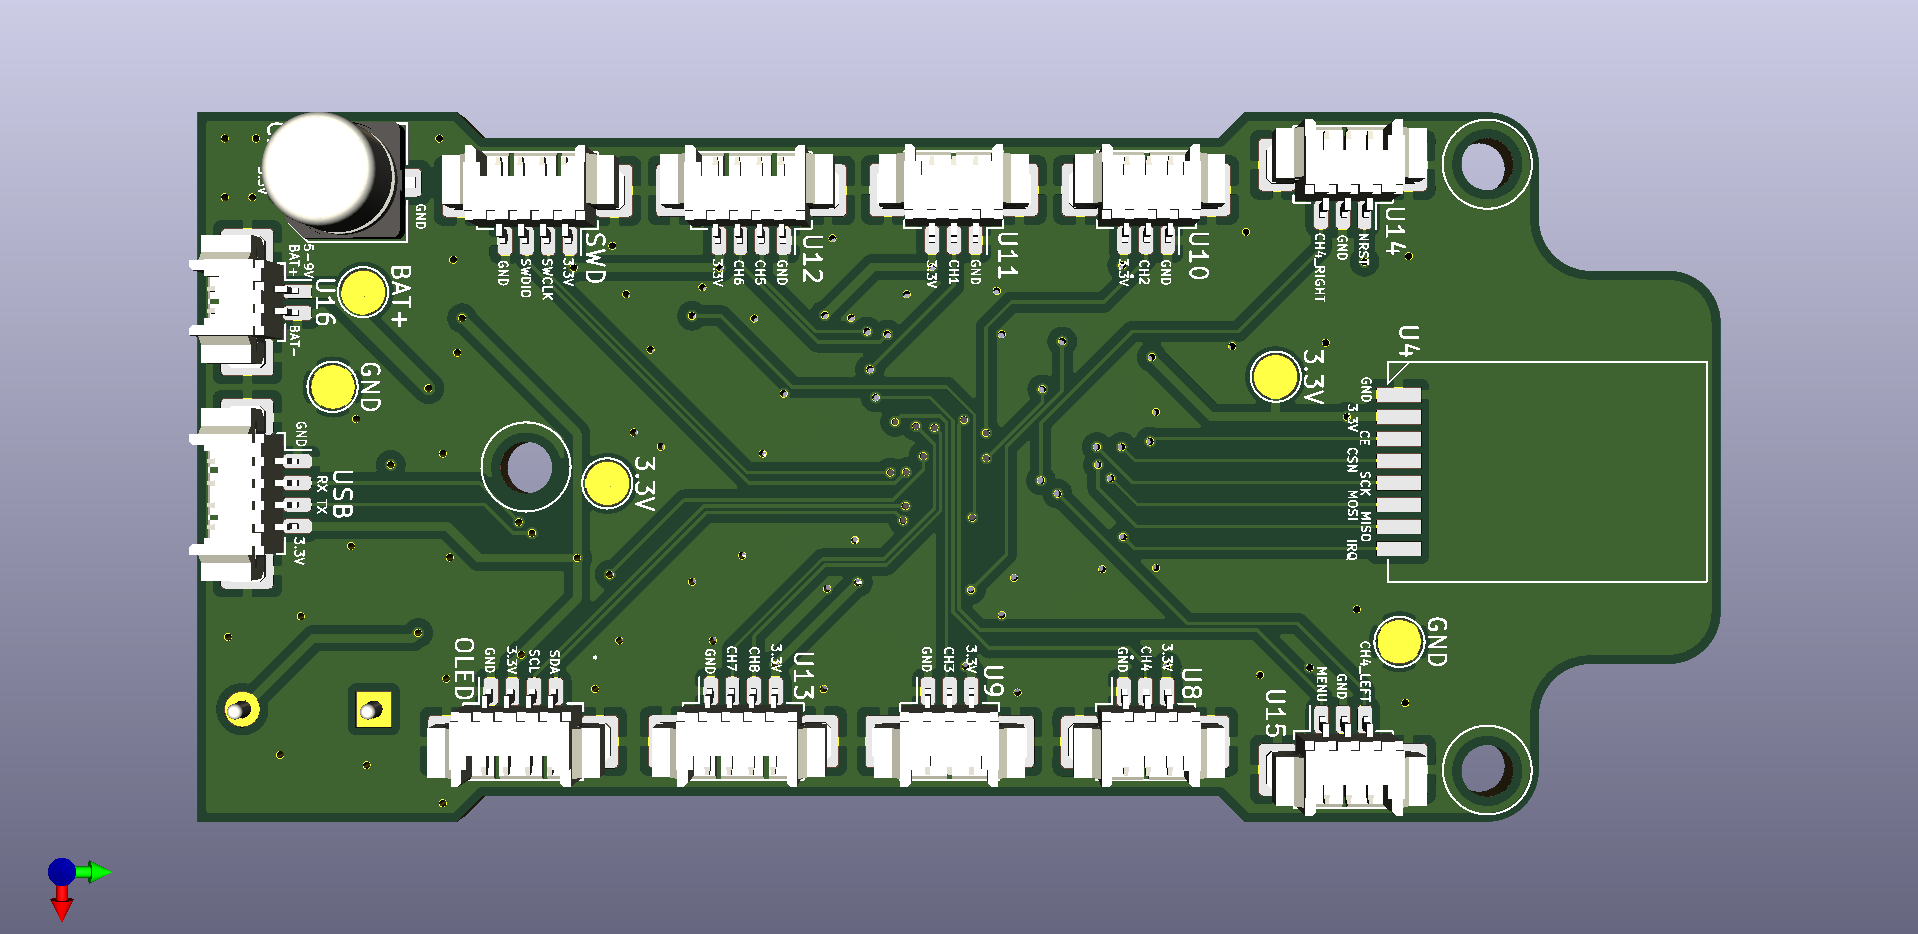 C
3.3V
GND
5-9V
BAT+
BAT-
U16
BAT+
GND
GND
RX TX
3.3V
USB
GND
SWDIO
SWCLK
3.3V
SWD
3.3V
CH6
CH5
GND
U12
3.3V
CH1
GND
U11
3.3V
CH2
GND
U10
CH4_RIGHT
GND
NRST
U14
3.3V
3.3V
U4
GND
3.3V
CE
CSN
SCK
MOSI
MISO
IRQ
GND
OLED
GND
3.3V
SCL
SDA
GND
CH7
CH8
3.3V
U13
GND
CH3
3.3V
U9
GND
CH4
3.3V
U8
U15
MENU
GND
CH4_LEFT